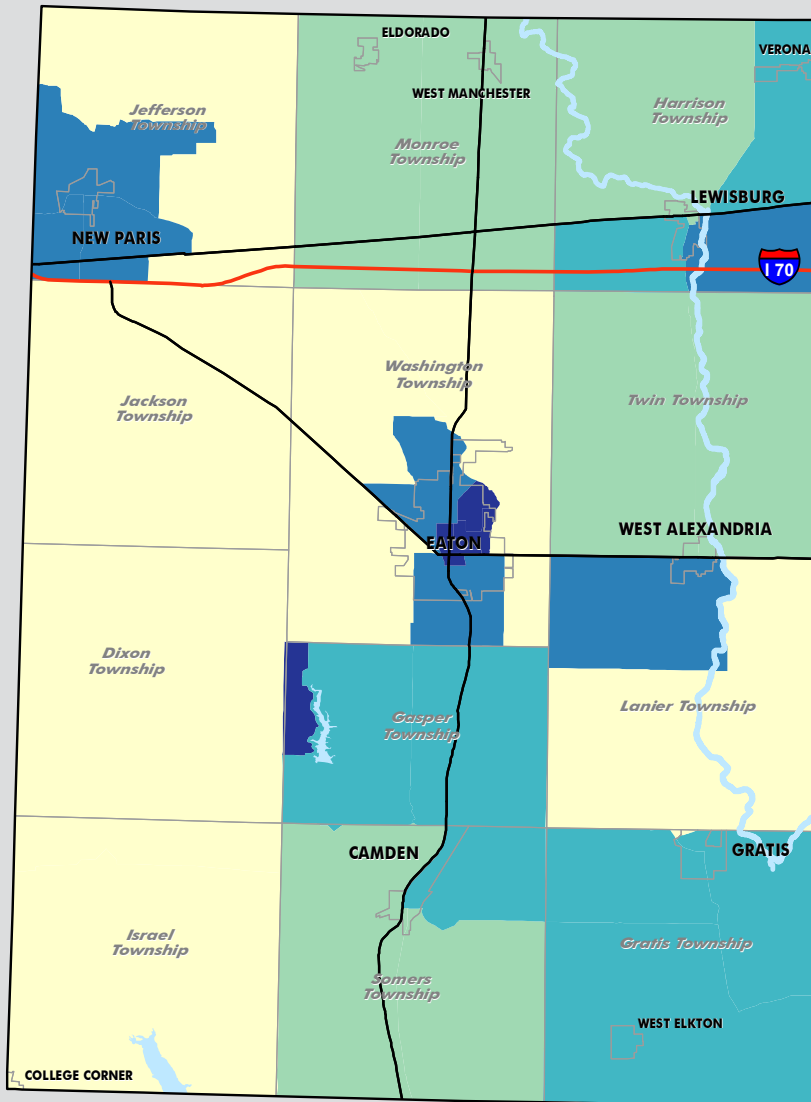 ELDORADO
VERONA
WEST MANCHESTER
Jefferson
Township
Harrison
Township
Monroe
Township
LEWISBURG
NEW PARIS
I 70
Washington
Township
Jackson
Township
Twin Township
WEST ALEXANDRIA
EATON
Dixon
Township
Lanier Township
Gasper
Township
CAMDEN
GRATIS
Israel
Township
Gratis Township
Somers
Township
WEST ELKTON
COLLEGE CORNER